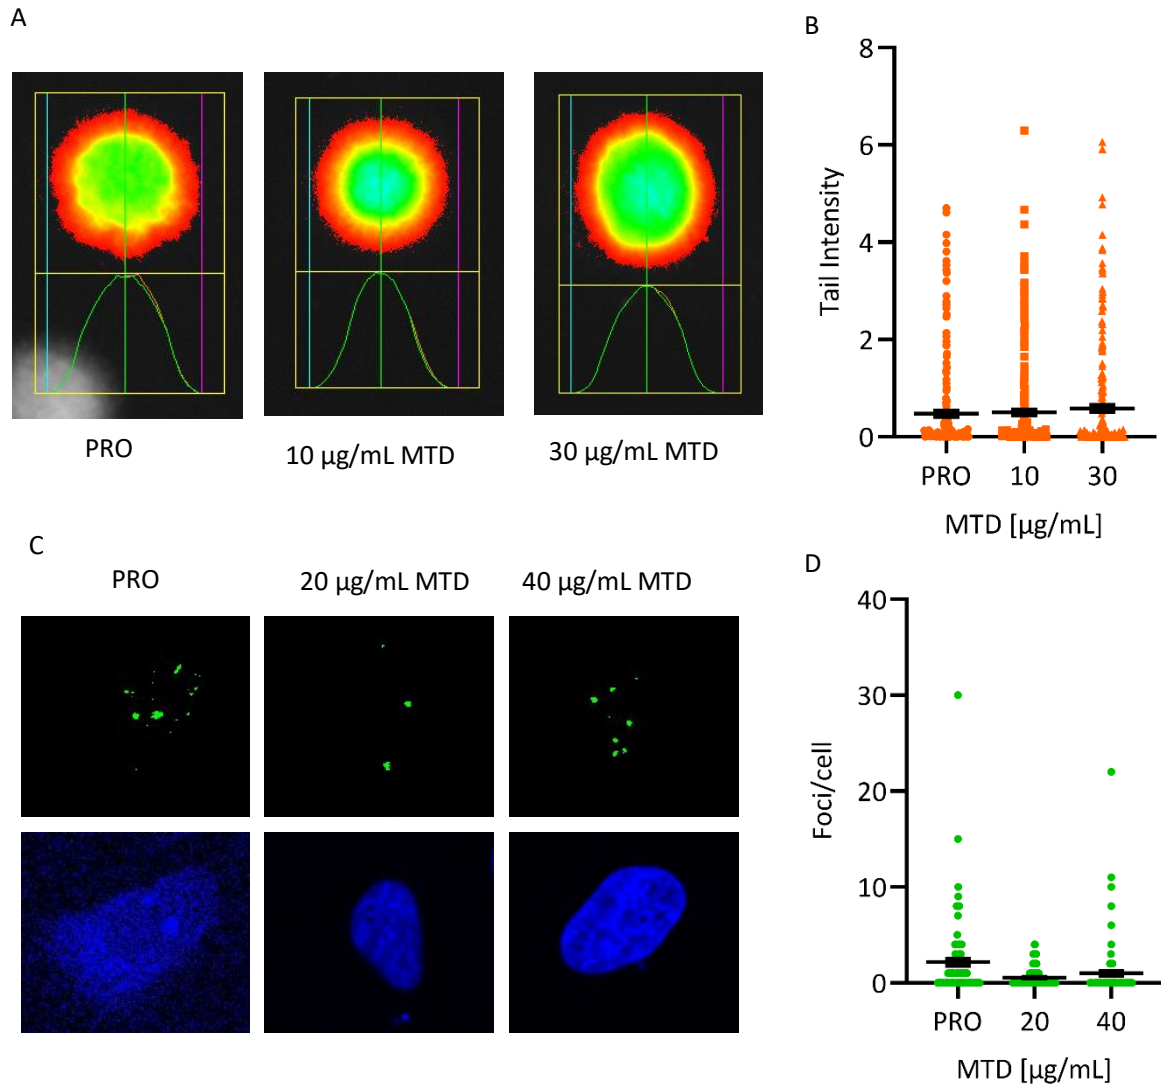 A
PRO
10 µg/mL MTD
30 µg/mL MTD
B
8
6
4
2
0
Tail Intensity
PRO 10 30
MTD [µg/mL]
C
PRO
20 µg/mL MTD
40 µg/mL MTD
D
40
30
20
10
0
Foci/cell
PRO 20 40
MTD [µg/mL]